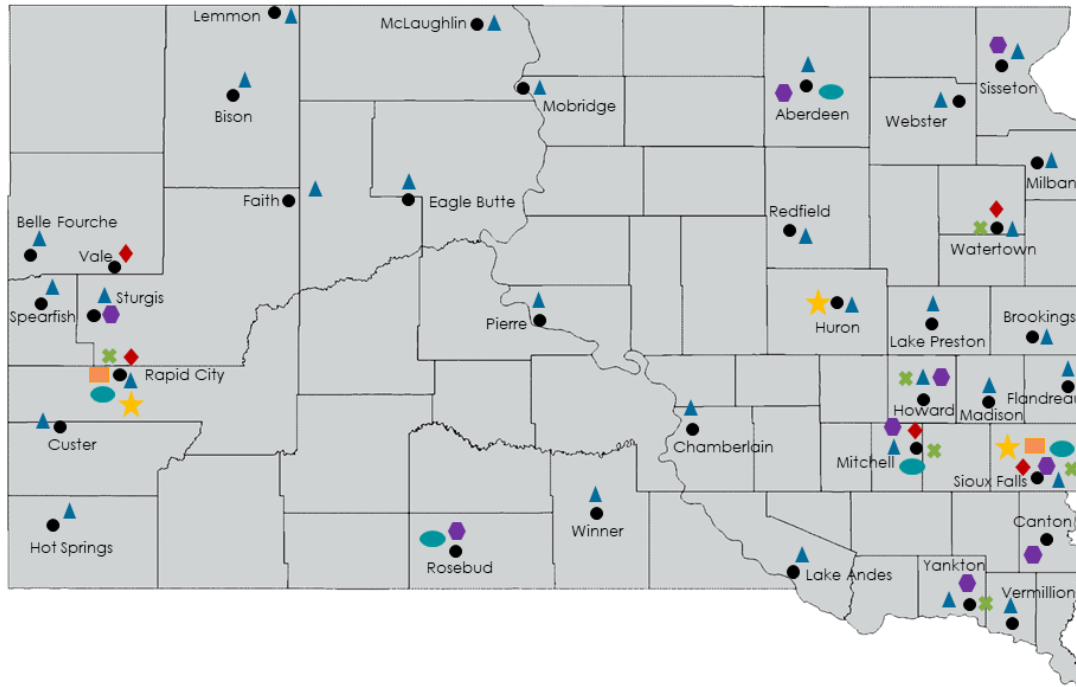 Lemmon
McLaughlin
Sisseton
Bison
Mobridge
Aberdeen
Webster
Milban
Faith
Eagle Butte
Redfield
Belle Fourche
Watertown
Vale
Sturgis
Spearfish
Pierre
Huron
Lake Preston
Brookings
Rapid City
Howard
Madison
Flandreau
Custer
Chamberlain
Mitchell
Sioux Falls
Hot Springs
Winner
Canton
Rosebud
Lake Andes
Yankton
Vermillion